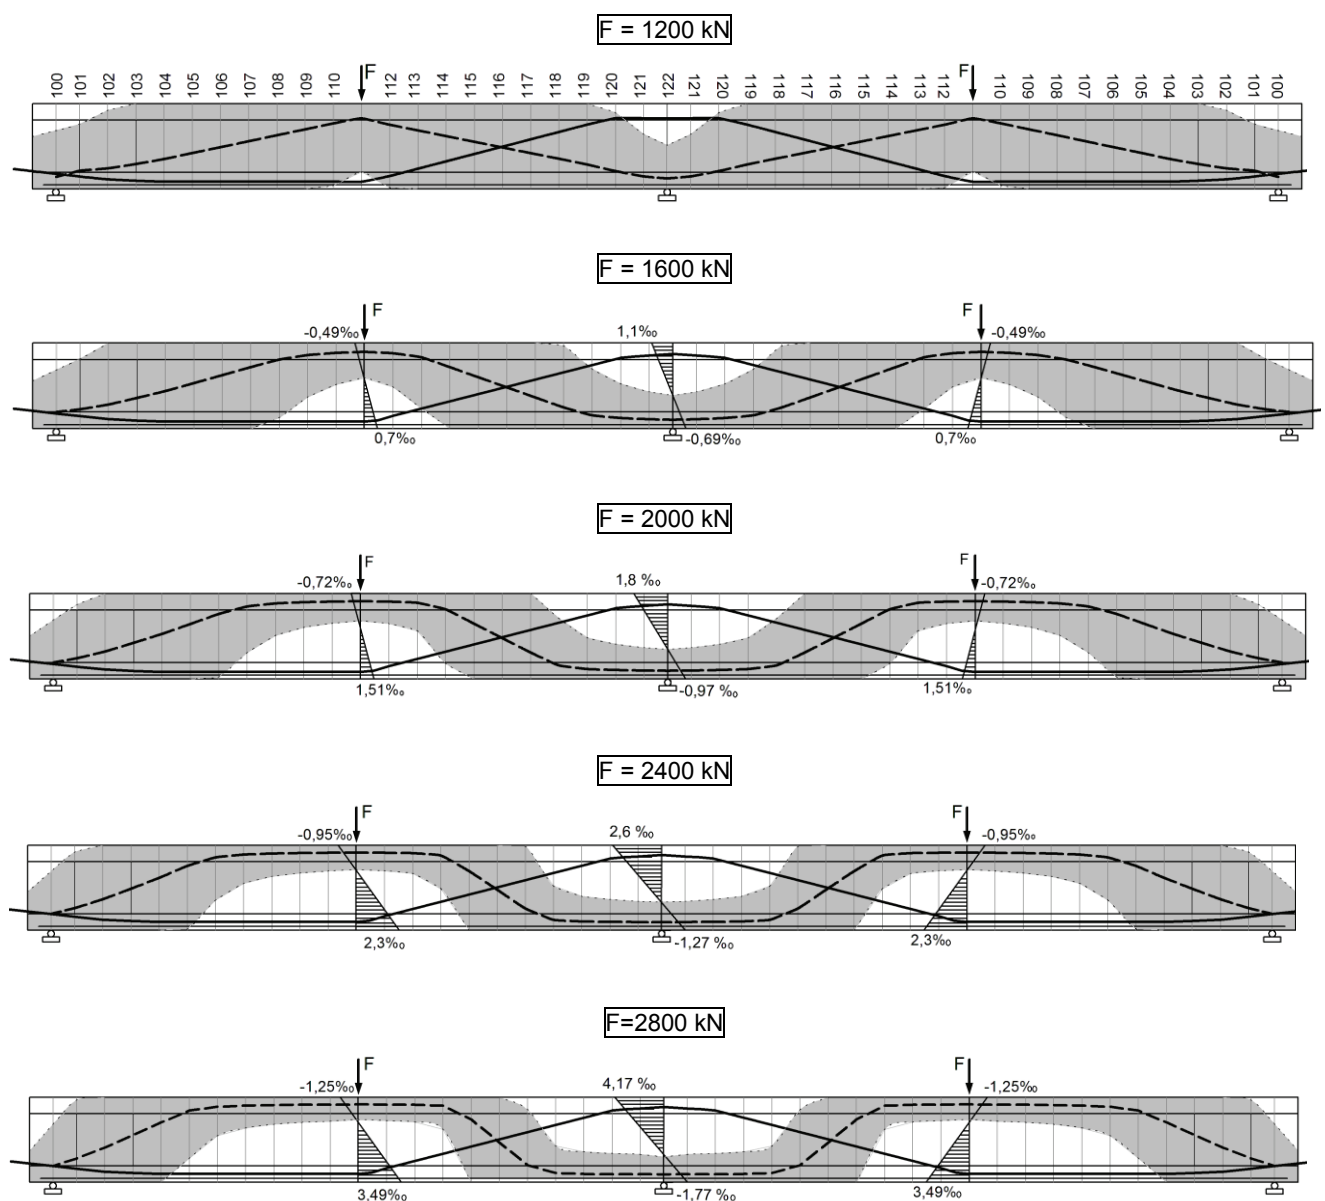 F = 1200 kN
F F
100 101 102 103 104 105 106 107 108 109 110 112 113 114 115 116 117 118 119 120 121 122 121 120 119 118 117 116 115 114 113 112 110 109 108 107 106 105 104 103 102 101 100
F = 1600 kN
F F
-0,49‰ 1,1‰ -0,49‰
0,7‰ -0,69‰ 0,7‰
F = 2000 kN
F F
-0,72‰ 1,8 ‰ -0,72‰
1,51‰ -0,97 ‰ 1,51‰
F = 2400 kN
F F
-0,95‰ 2,6 ‰ -0,95‰
2,3‰ -1,27 ‰ 2,3‰
F=2800 kN
F F
-1,25‰ 4,17 ‰ -1,25‰
3,49‰ -1,77 ‰ 3,49‰